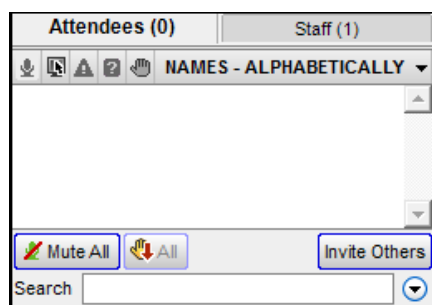 Attendees (0) Staff (1)
NAMES - ALPHABETICALLY
Mute All All Invite Others
Search